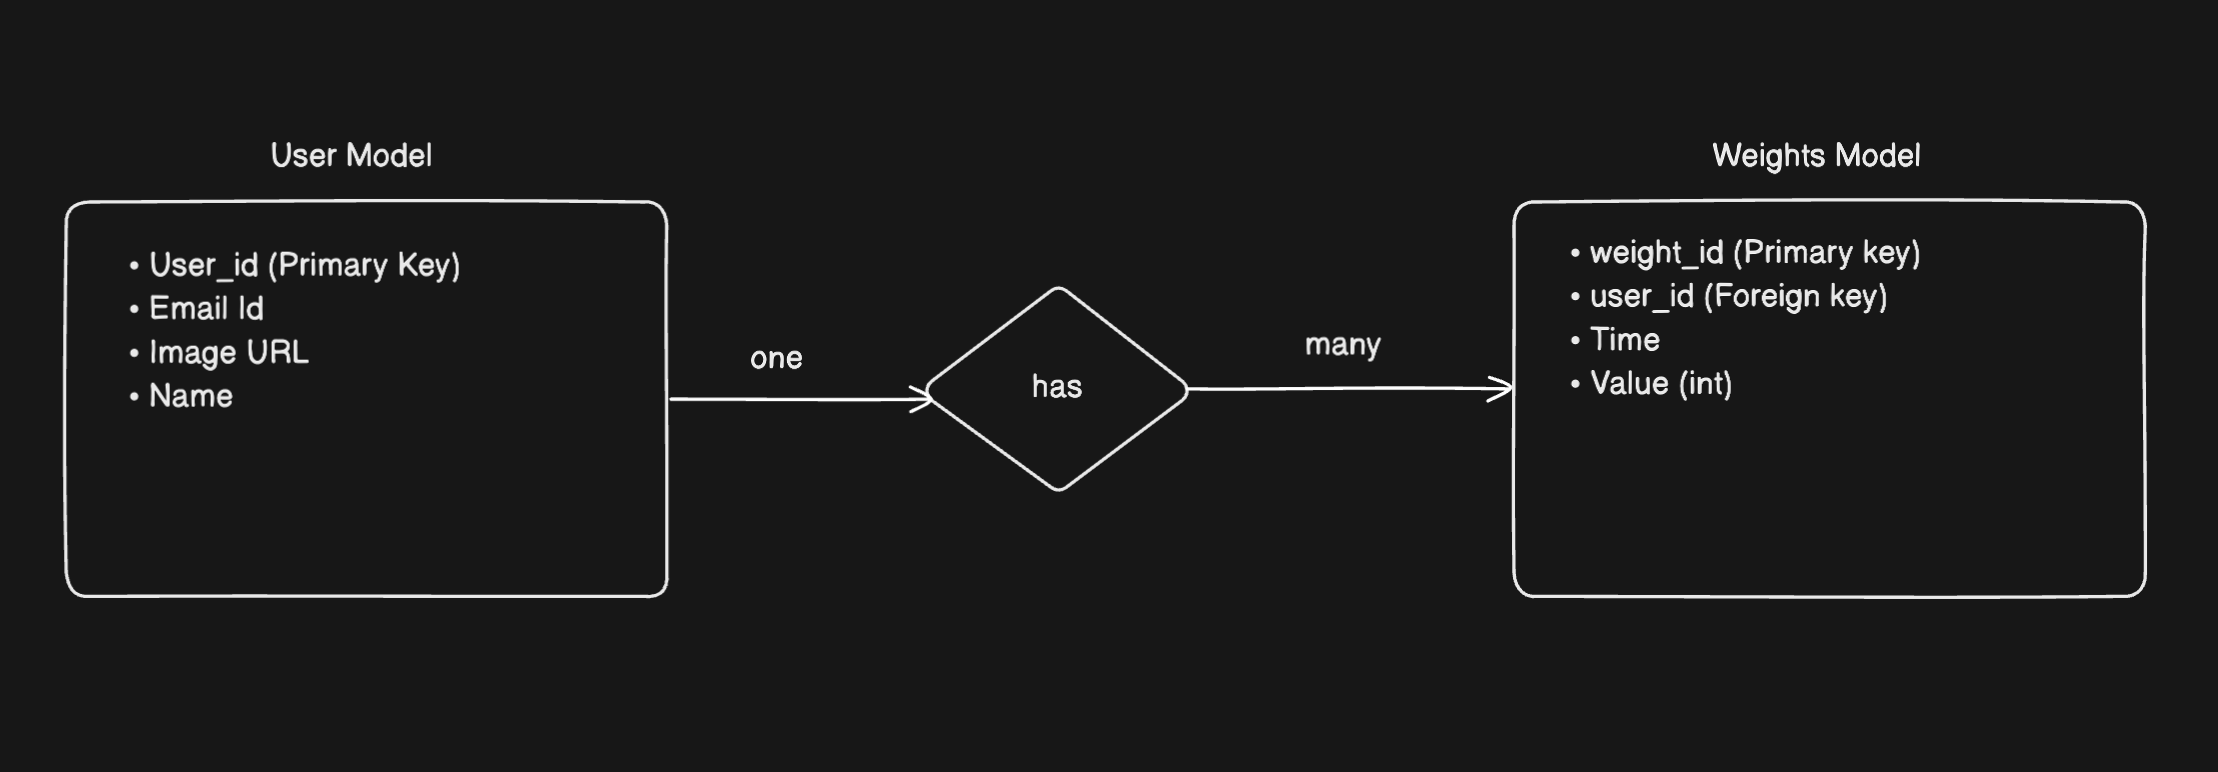 User Model
• User_id (Primary Key)
• Email Id
• Image URL
• Name
one
has
many
Weights Model
• weight_id (Primary key)
• user_id (Foreign key)
• Time
• Value (int)